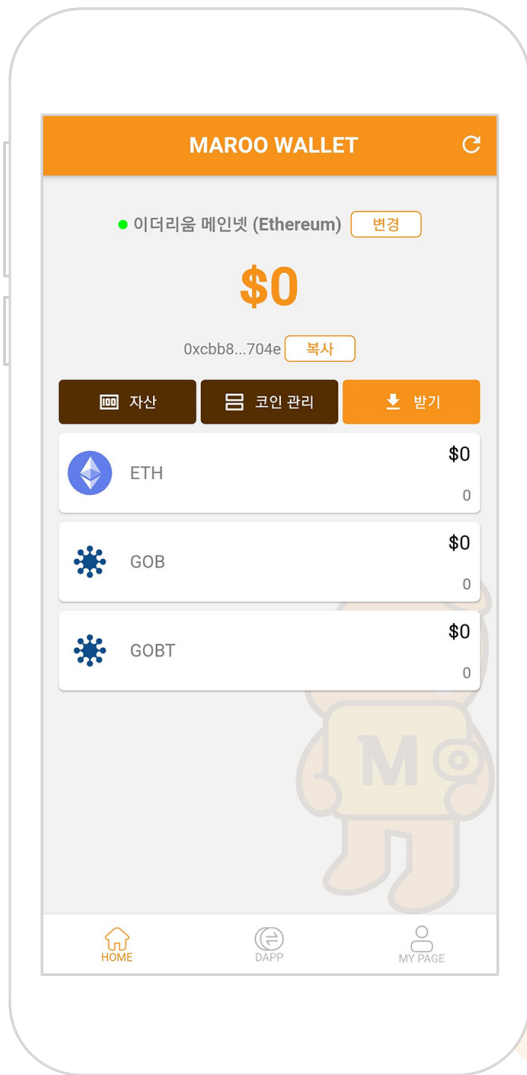 MAROO WALLET
이더리움 메인넷 (Ethereum) 변경
$0
0xcbb8...704e 복사
자산 코인 관리 받기
ETH $0
0
GOB $0
0
GOBT $0
0
M
HOME DAPP MY PAGE